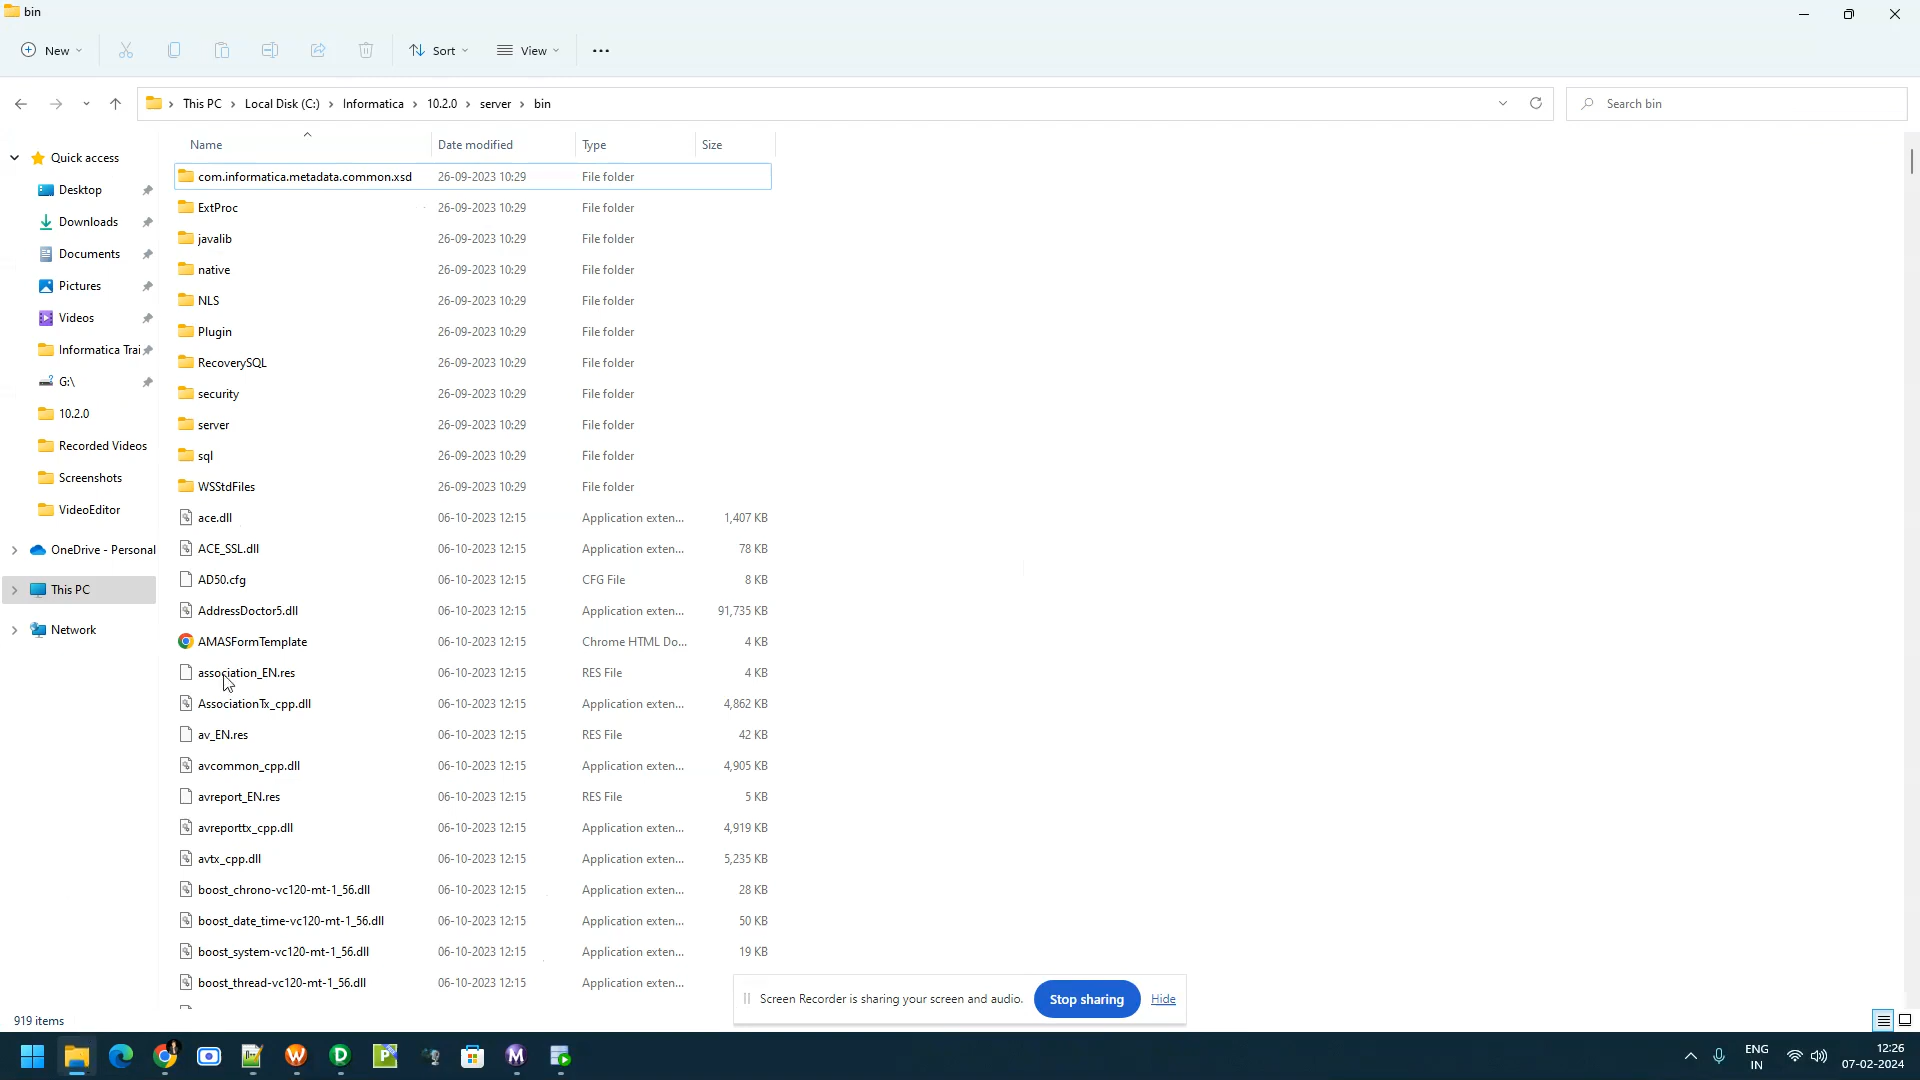 bin
New
Sort
View
This PC > Local Disk (C:) > Informatica > 10.2.0 > server > bin
Search bin
Name Date modified Type Size
Quick access
Desktop
Downloads
Documents
Pictures
Videos
Informatica Trai
G:\
10.2.0
Recorded Videos
Screenshots
VideoEditor
OneDrive - Personal
This PC
Network
com.informatica.metadata.common.xsd 26-09-2023 10:29 File folder
ExtProc 26-09-2023 10:29 File folder
javalib 26-09-2023 10:29 File folder
native 26-09-2023 10:29 File folder
NLS 26-09-2023 10:29 File folder
Plugin 26-09-2023 10:29 File folder
RecoverySQL 26-09-2023 10:29 File folder
security 26-09-2023 10:29 File folder
server 26-09-2023 10:29 File folder
sql 26-09-2023 10:29 File folder
WSStdFiles 26-09-2023 10:29 File folder
ace.dll 06-10-2023 12:15 Application exten... 1,407 KB
ACE_SSL.dll 06-10-2023 12:15 Application exten... 78 KB
AD50.cfg 06-10-2023 12:15 CFG File 8 KB
AddressDoctor5.dll 06-10-2023 12:15 Application exten... 91,735 KB
AMASFormTemplate 06-10-2023 12:15 Chrome HTML Do... 4 KB
association_EN.res 06-10-2023 12:15 RES File 4 KB
AssociationTx_cpp.dll 06-10-2023 12:15 Application exten... 4,862 KB
av_EN.res 06-10-2023 12:15 RES File 42 KB
avcommon_cpp.dll 06-10-2023 12:15 Application exten... 4,905 KB
avreport_EN.res 06-10-2023 12:15 RES File 5 KB
avreporttx_cpp.dll 06-10-2023 12:15 Application exten... 4,919 KB
avtx_cpp.dll 06-10-2023 12:15 Application exten... 5,235 KB
boost_chrono-vc120-mt-1_56.dll 06-10-2023 12:15 Application exten... 28 KB
boost_date_time-vc120-mt-1_56.dll 06-10-2023 12:15 Application exten... 50 KB
boost_system-vc120-mt-1_56.dll 06-10-2023 12:15 Application exten... 19 KB
boost_thread-vc120-mt-1_56.dll 06-10-2023 12:15 Application exten...
Screen Recorder is sharing your screen and audio. Stop sharing Hide
919 items
ENG
IN
12:26
07-02-2024